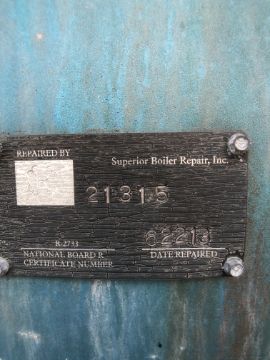 REPAIRED BY
Superior Boiler Repair, Inc.
21315
R-2733
NATIONAL BOARD R
CERTIFICATE NUMBER
62213
DATE REPAIRED